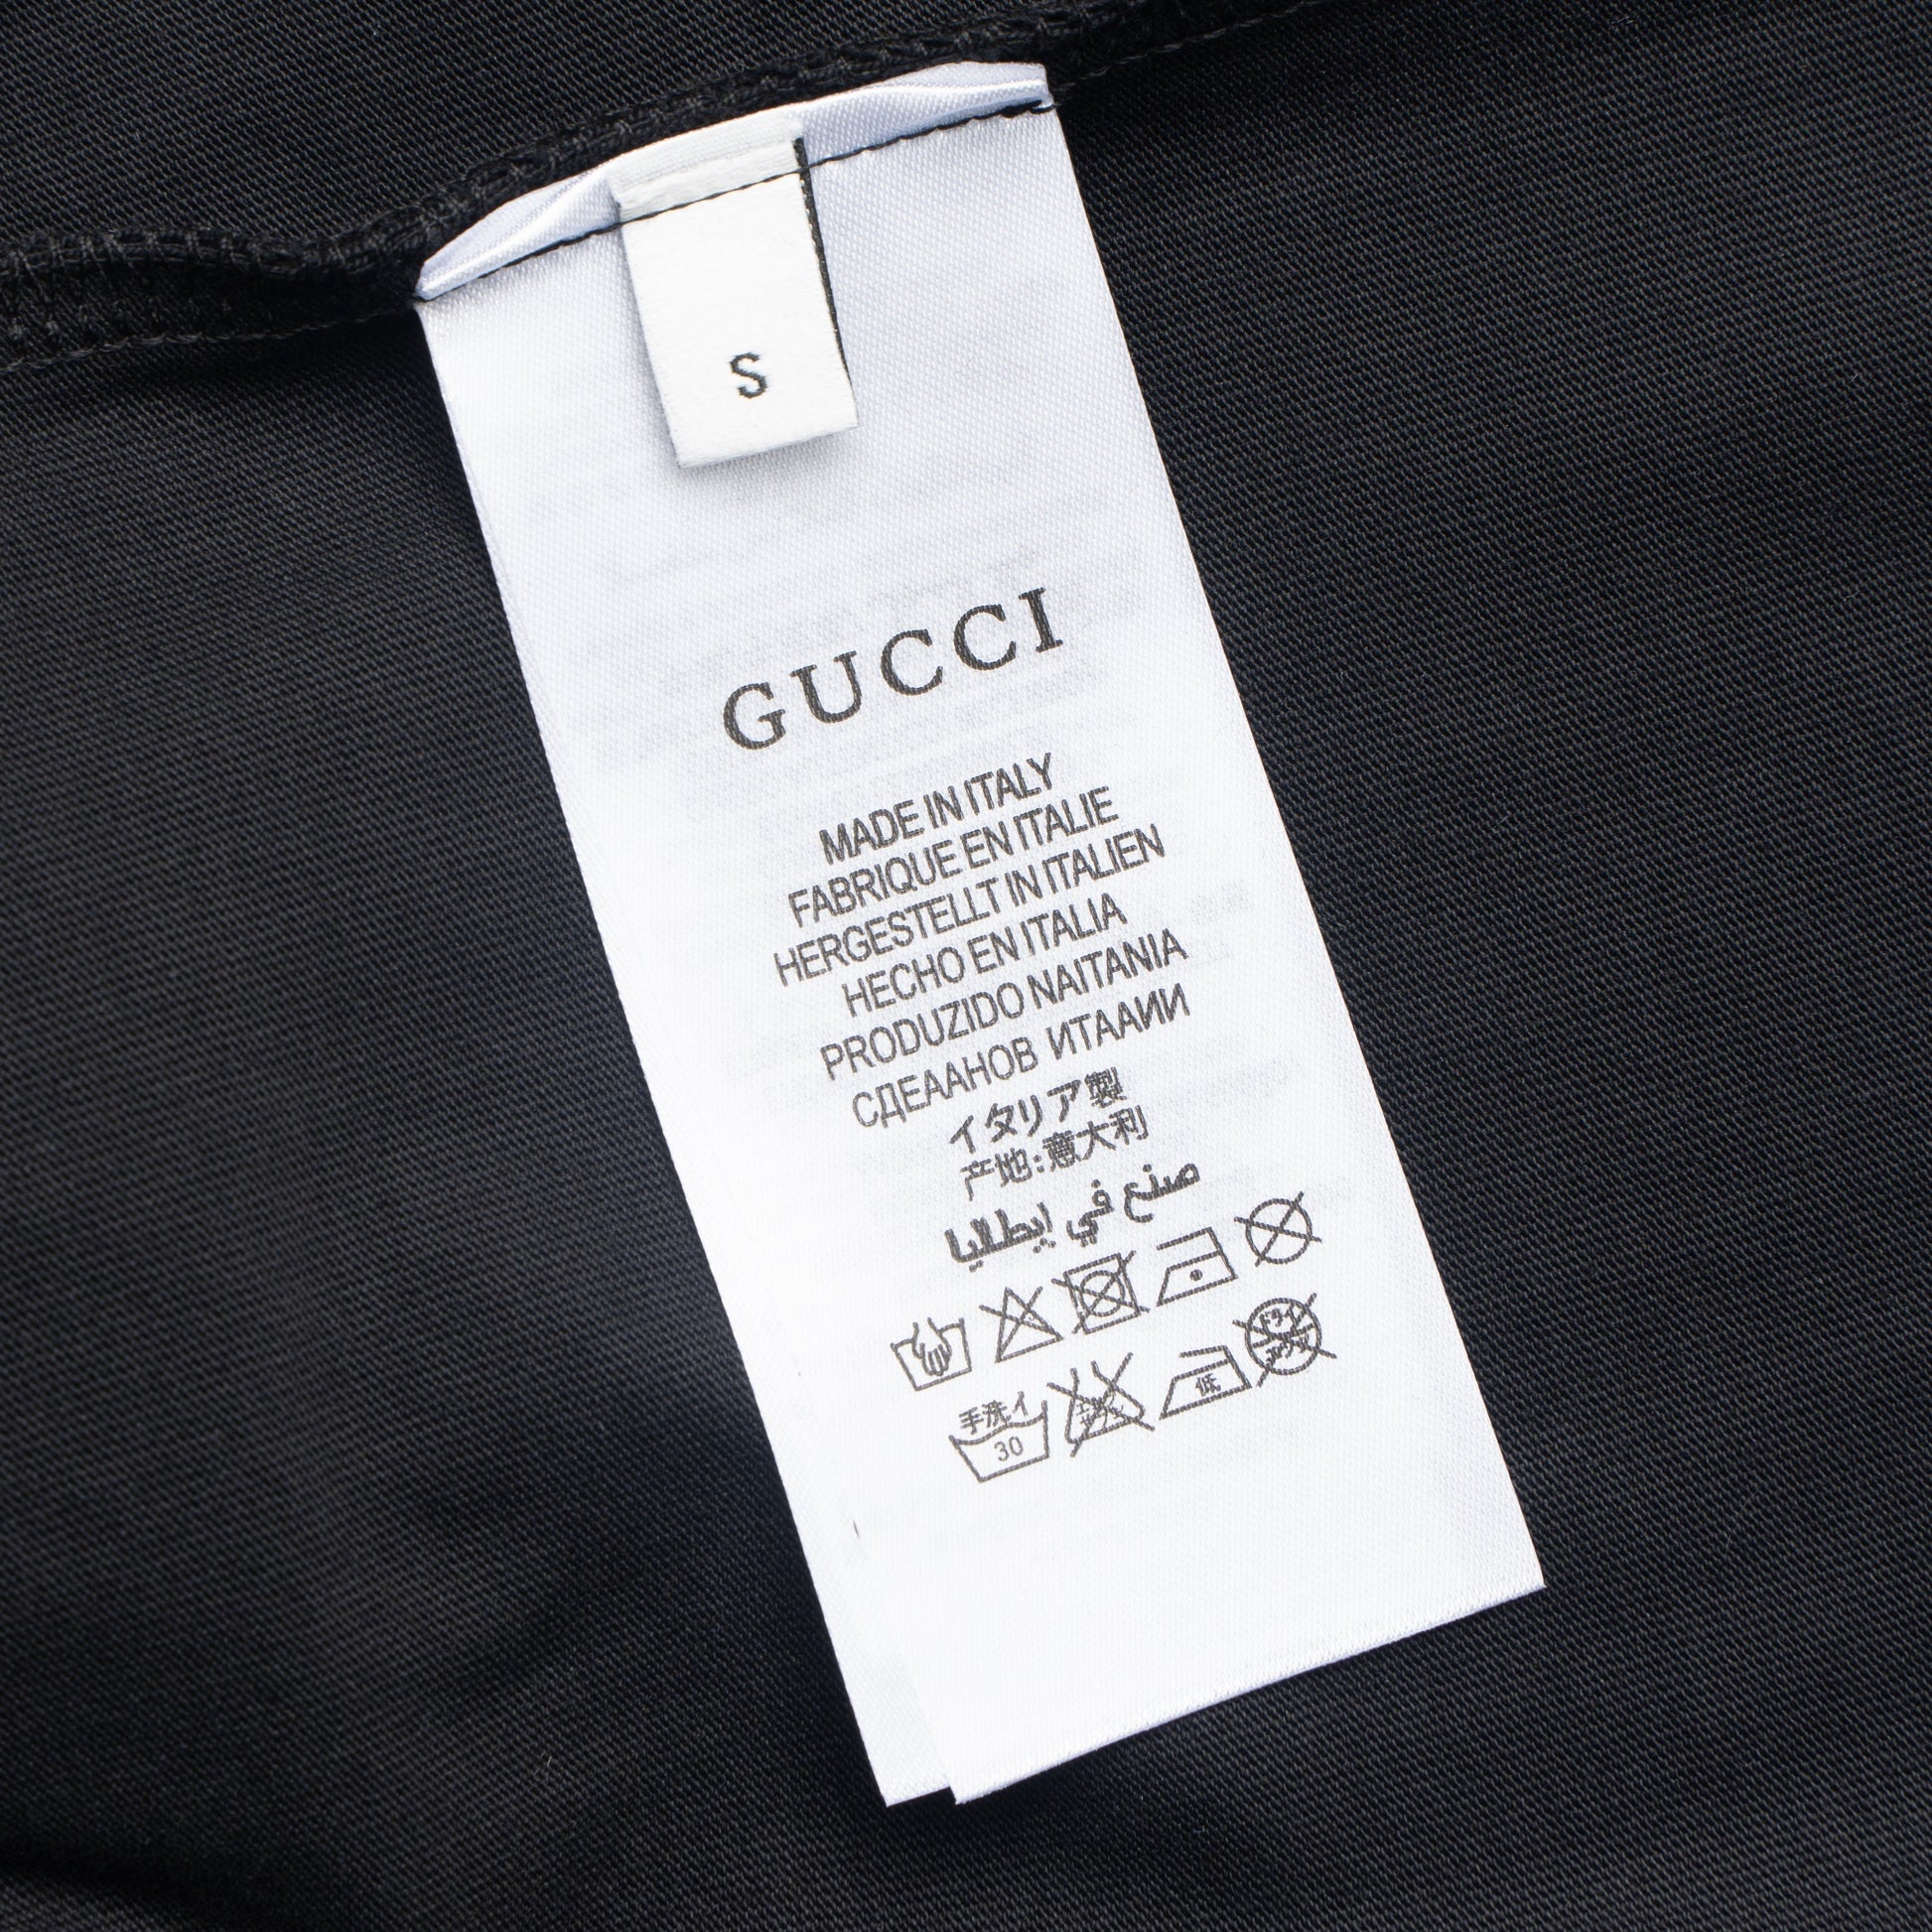 S
GUCCI
MADE IN ITALY
FABRIQUE EN ITALIE
HERGESTELLT IN ITALIEN
HECHO EN ITALIA
PRODUZIDO NAITANIA
СДЕААНОВ ИТААИИ
イタリア製
产地:意大利
صنع في إيطاليا
手洗イ
30
低